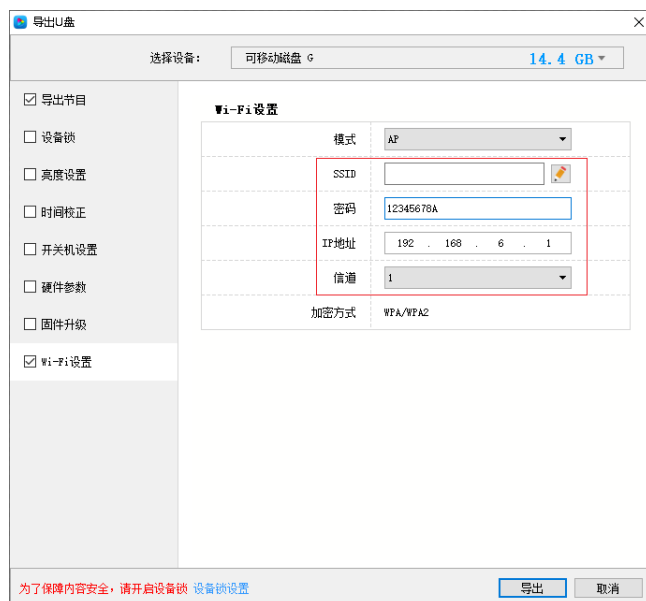 导出U盘
选择设备： 可移动磁盘 G 14.4 GB
导出节目
设备锁
亮度设置
时间校正
开关机设置
硬件参数
固件升级
Wi-Fi设置
Wi-Fi设置
模式 AP
SSID
密码 12345678A
IP地址 192 . 168 . 6 . 1
信道 1
加密方式 WPA/WPA2
为了保障内容安全，请开启设备锁 设备锁设置
导出 取消